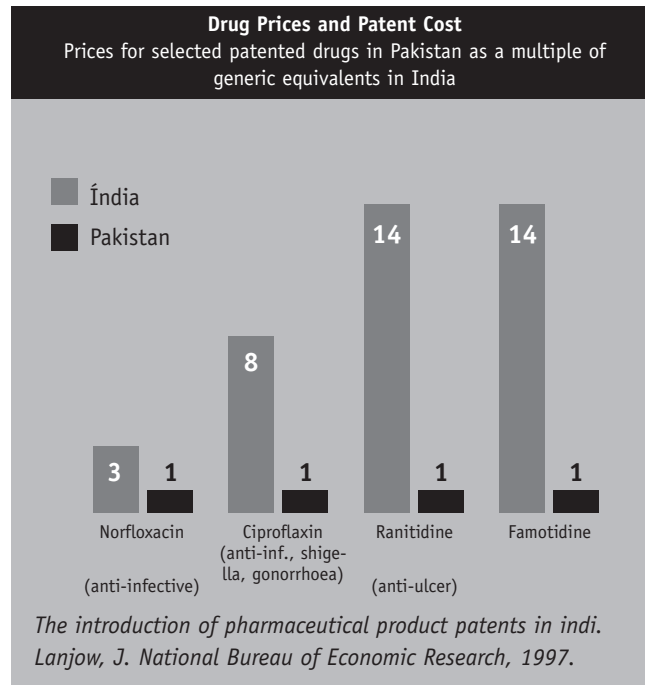 Drug Prices and Patent Cost
Prices for selected patented drugs in Pakistan as a multiple of
generic equivalents in India
Índia
Pakistan
14
14
8
3
1
1
1
1
Norfloxacin
(anti-infective)
Ciproflaxin
(anti-inf., shige-
lla, gonorrhoea)
Ranitidine
(anti-ulcer)
Famotidine
The introduction of pharmaceutical product patents in indi.
Lanjow, J. National Bureau of Economic Research, 1997.